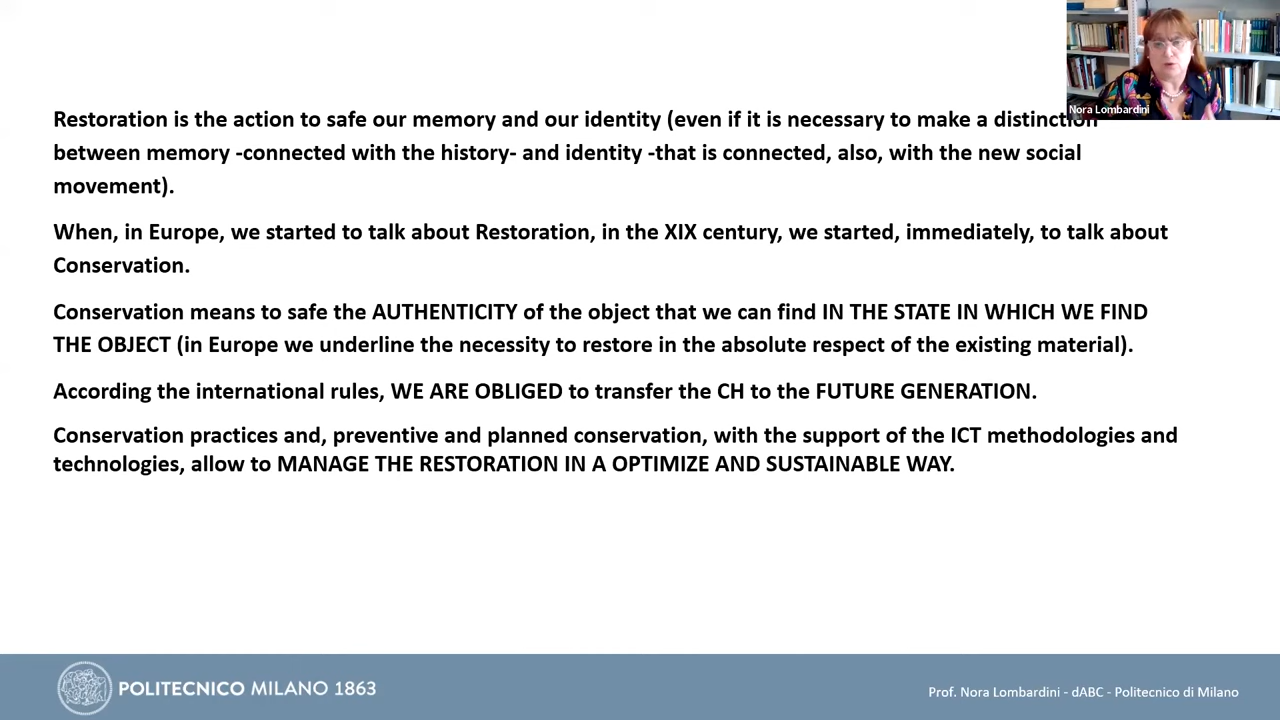 Nora Lombardini
Restoration is the action to safe our memory and our identity (even if it is necessary to make a distinction
between memory -connected with the history- and identity -that is connected, also, with the new social
movement).
When, in Europe, we started to talk about Restoration, in the XIX century, we started, immediately, to talk about
Conservation.
Conservation means to safe the AUTHENTICITY of the object that we can find IN THE STATE IN WHICH WE FIND
THE OBJECT (in Europe we underline the necessity to restore in the absolute respect of the existing material).
According the international rules, WE ARE OBLIGED to transfer the CH to the FUTURE GENERATION.
Conservation practices and, preventive and planned conservation, with the support of the ICT methodologies and
technologies, allow to MANAGE THE RESTORATION IN A OPTIMIZE AND SUSTAINABLE WAY.
POLITECNICO MILANO 1863
Prof. Nora Lombardini - dABC - Politecnico di Milano